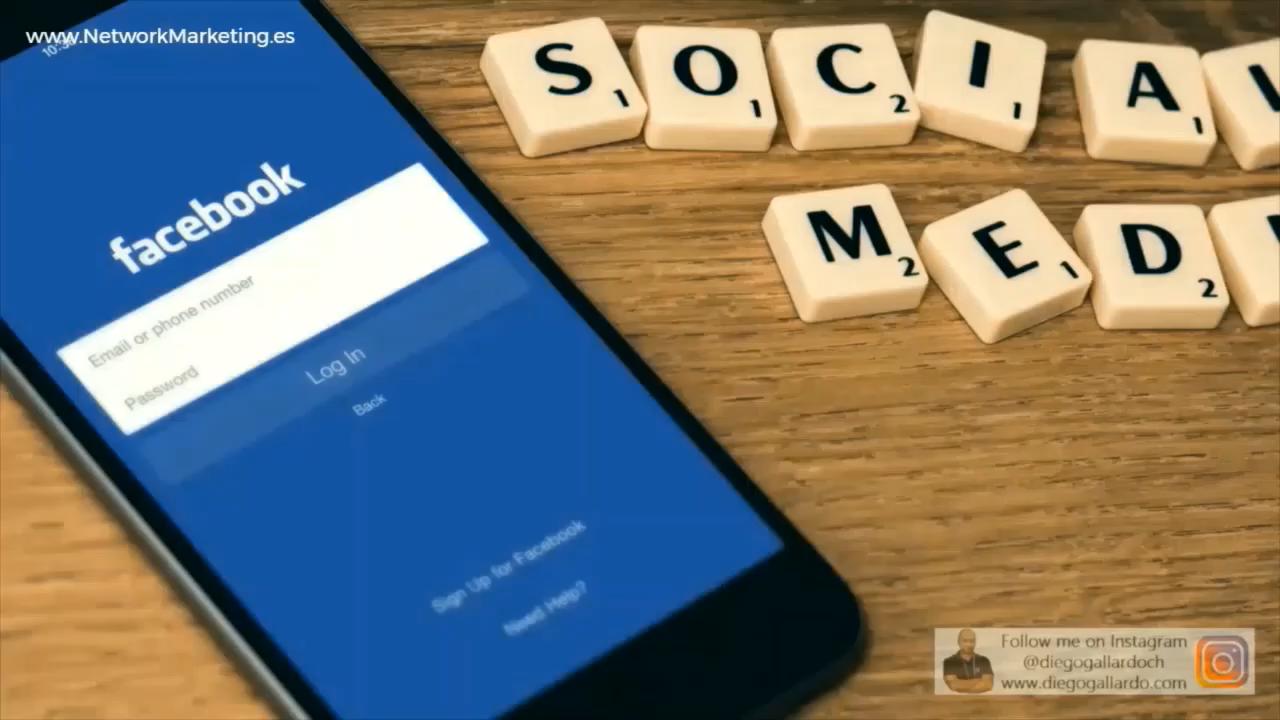 www.NetworkMarketing.es
facebook
Email or phone number
Password
Log In
Back
Sign Up for Facebook
Need Help?
S1 O1 C2 I1 A1 L
M2 E1 D2 I
Follow me on Instagram
@diegogallardoch
www.diegogallardo.com